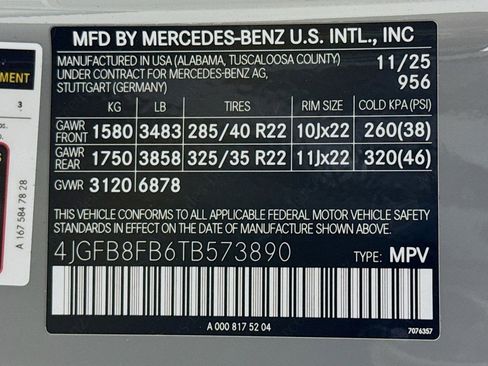 MFD BY MERCEDES-BENZ U.S. INTL., INC
MANUFACTURED IN USA (ALABAMA, TUSCALOOSA COUNTY) 11/25
UNDER CONTRACT FOR MERCEDES-BENZ AG, 956
STUTTGART (GERMANY)
KG LB TIRES RIM SIZE COLD KPA (PSI)
GAWR FRONT 1580 3483 285/40 R22 10Jx22 260(38)
GAWR REAR 1750 3858 325/35 R22 11Jx22 320(46)
GVWR 3120 6878
THIS VEHICLE CONFORMS TO ALL APPLICABLE FEDERAL MOTOR VEHICLE SAFETY
STANDARDS IN EFFECT ON THE DATE OF MANUFACTURE SHOWN ABOVE.
4JGFB8FB6TB573890 TYPE: MPV
A 000 817 52 04 7076357
3
A 167 584 78 28